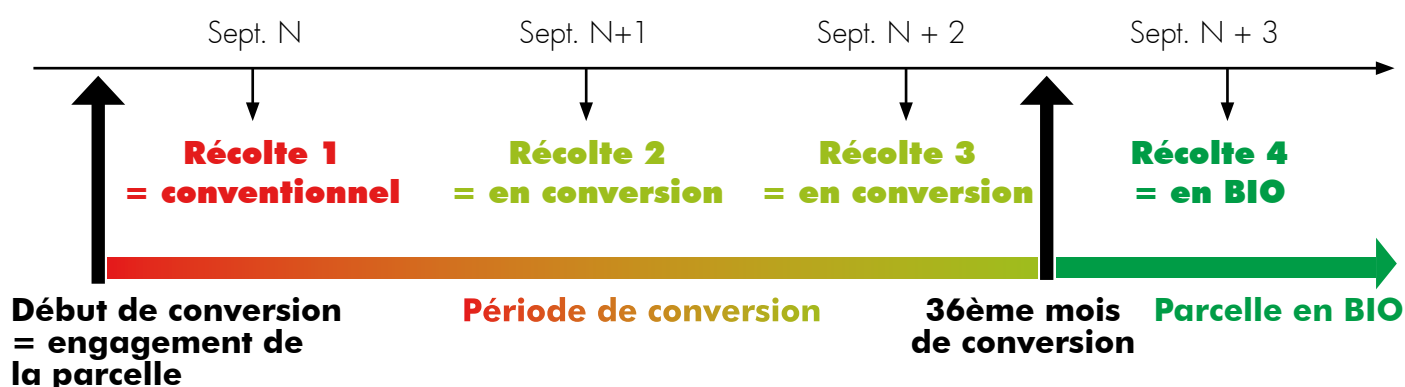 Sept. N
Sept. N+1
Sept. N + 2
Sept. N + 3
Récolte 1
= conventionnel
Récolte 2
= en conversion
Récolte 3
= en conversion
Récolte 4
= en BIO
Début de conversion
= engagement de
la parcelle
Période de conversion
36ème mois
de conversion
Parcelle en BIO